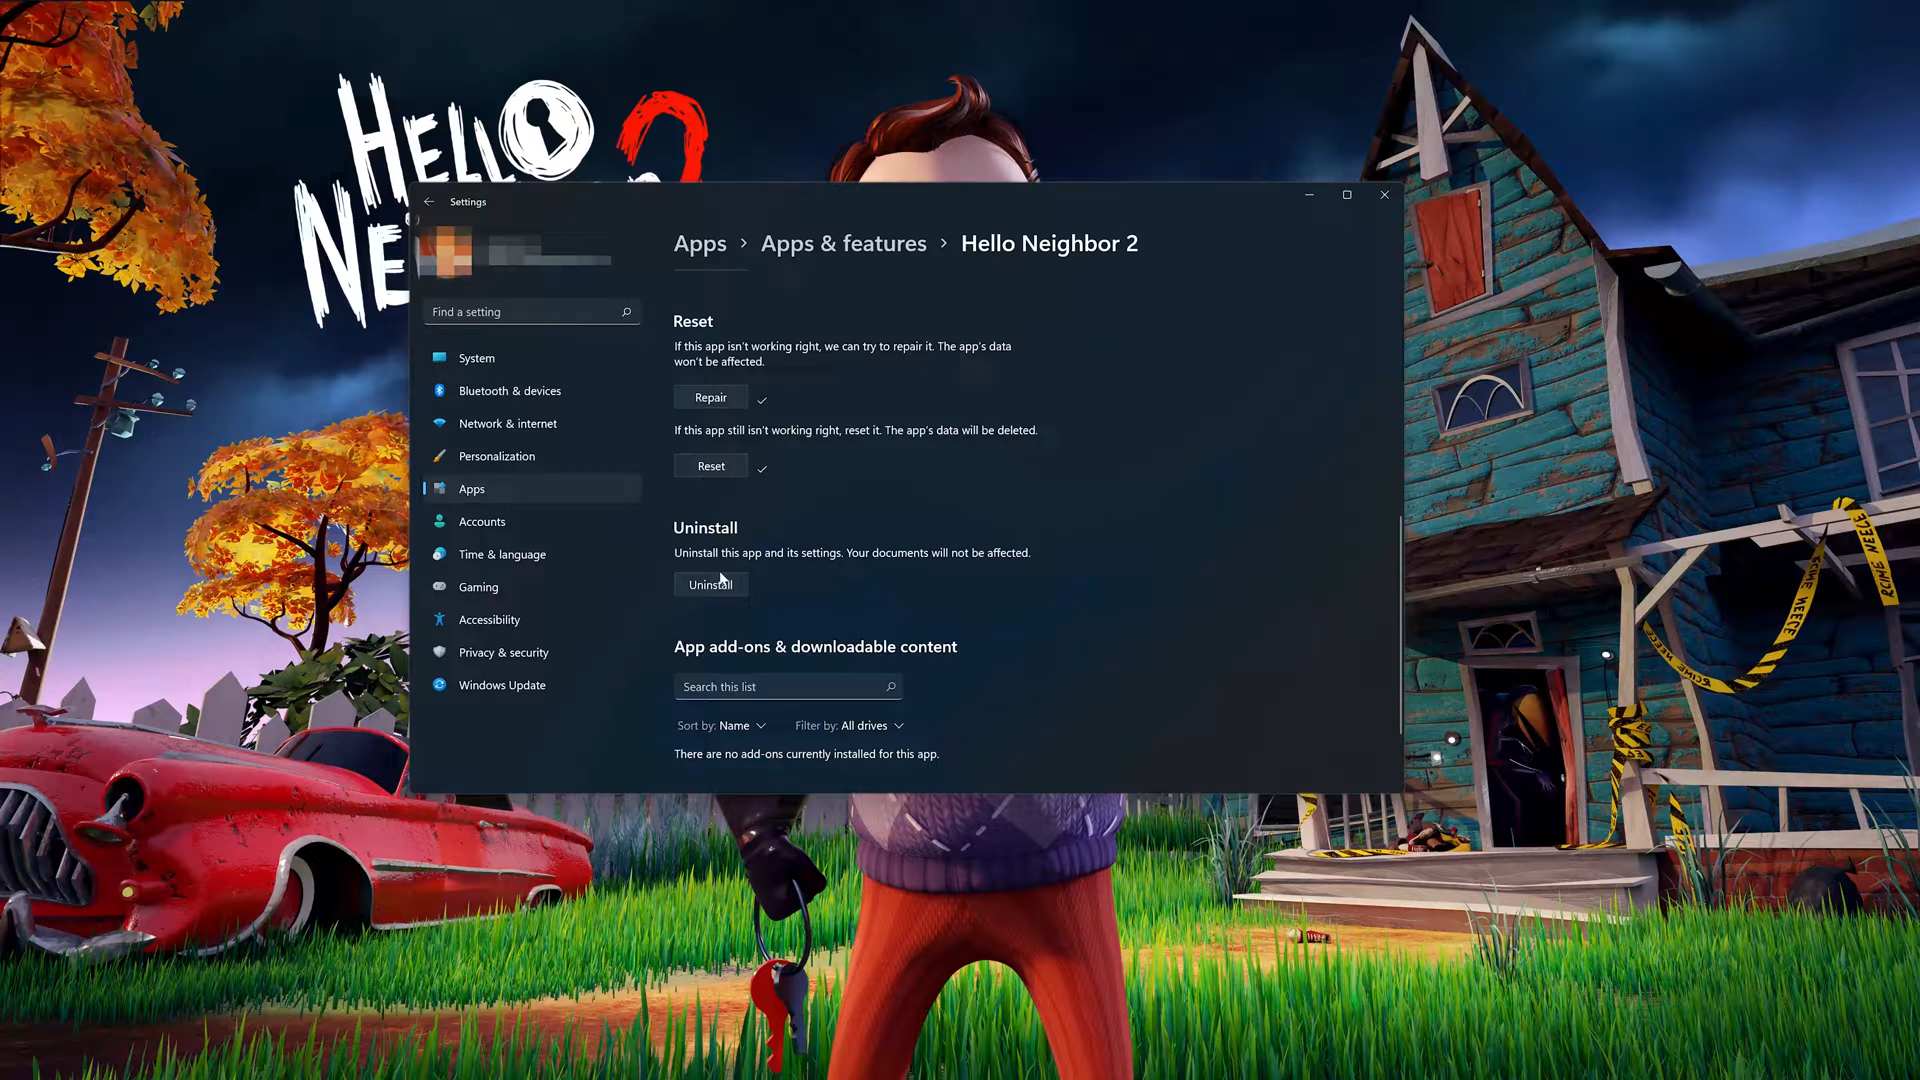 HELLO
NE
2
Settings
Apps > Apps & features > Hello Neighbor 2
Find a setting
System
Bluetooth & devices
Network & internet
Personalization
Apps
Accounts
Time & language
Gaming
Accessibility
Privacy & security
Windows Update
Reset
If this app isn't working right, we can try to repair it. The app's data
won't be affected.
Repair
If this app still isn't working right, reset it. The app's data will be deleted.
Reset
Uninstall
Uninstall this app and its settings. Your documents will not be affected.
Uninstall
App add-ons & downloadable content
Search this list
Sort by: Name
Filter by: All drives
There are no add-ons currently installed for this app.